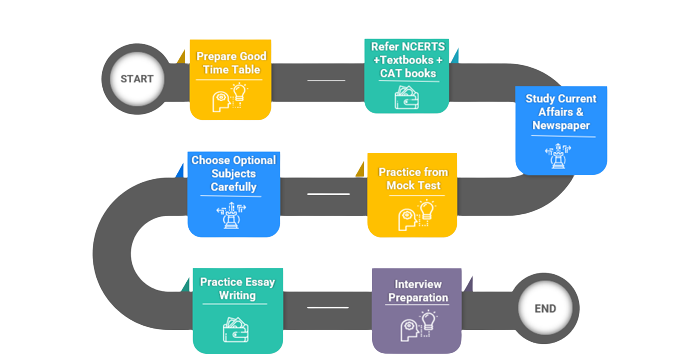 START
Prepare Good
Time Table
Refer NCERTS
+Textbooks +
CAT books
Study Current
Affairs &
Newspaper
Practice from
Mock Test
Choose Optional
Subjects
Carefully
Practice Essay
Writing
Interview
Preparation
END